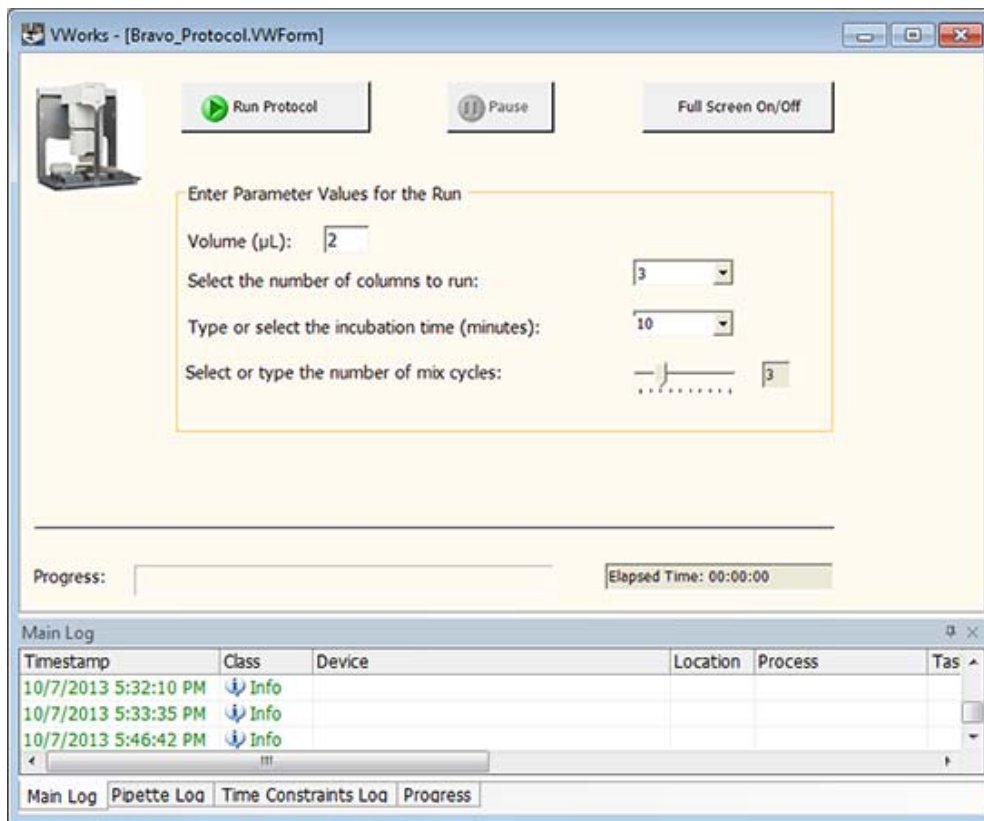 VWorks - [Bravo_Protocol.VWForm]
Run Protocol Pause Full Screen On/Off
Enter Parameter Values for the Run
Volume (µL): 2
Select the number of columns to run: 3
Type or select the incubation time (minutes): 10
Select or type the number of mix cycles: 3
Progress: Elapsed Time: 00:00:00
Main Log
Timestamp Class Device Location Process Tas
10/7/2013 5:32:10 PM Info
10/7/2013 5:33:35 PM Info
10/7/2013 5:46:42 PM Info
Main Log Pipette Log Time Constraints Log Progress